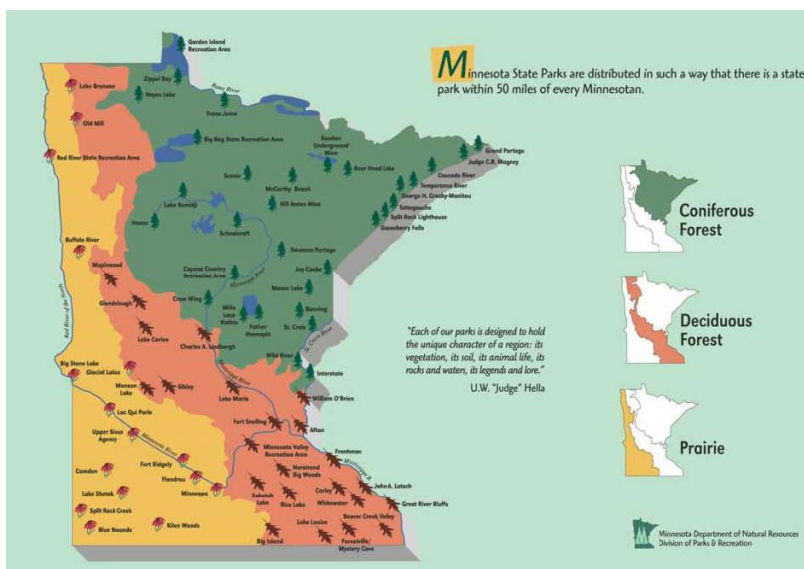 Minnesota State Parks are distributed in such a way that there is a state
park within 50 miles of every Minnesotan.
Garden Island
Recreation Area
Zippel Bay
Rainy River
Lake Bronson
Hayes Lake
Franz Jevne
Old Mill
Big Bog State Recreation Area
Soudan
Underground
Mine
Grand Portage
Judge C.R. Magney
Red River State Recreation Area
Bear Head Lake
Cascade River
Scenic
Temperance River
McCarthy Beach
George H. Crosby-Manitou
Lake Bemidji
Hill Annex Mine
Tettegouche
Split Rock Lighthouse
Gooseberry Falls
Schoolcraft
Buffalo River
Savanna Portage
Maplewood
Cuyuna Country
Recreation Area
Mississippi River
Jay Cooke
Moose Lake
Glendalough
Crow Wing
Mille
Lacs
Kathio
Father
Hennepin
Banning
St. Croix
Red River of the North
Lake Carlos
Charles A. Lindbergh
St. Croix River
Wild River
Big Stone Lake
Glacial Lakes
Interstate
Monson
Lake
Sibley
Mississippi River
Lake Maria
William O'Brien
Lac Qui Parle
Fort Snelling
Afton
Upper Sioux
Agency
Minnesota River
Minnesota Valley
Recreation Area
Frontenac
Mississippi R.
Camden
Fort Ridgely
Flandrau
Nerstrand
Big Woods
John A. Latsch
Lake Shetek
Minneopa
Sakatah
Lake
Rice Lake
Carley
Whitewater
Great River Bluffs
Split Rock Creek
Beaver Creek Valley
Blue Mounds
Kilen Woods
Lake Louise
Big Island
Forestville/
Mystery Cave
"Each of our parks is designed to hold
the unique character of a region: its
vegetation, its soil, its animal life, its
rocks and waters, its legends and lore."
U.W. "Judge" Hella
Coniferous
Forest
Deciduous
Forest
Prairie
Minnesota Department of Natural Resources
Division of Parks & Recreation